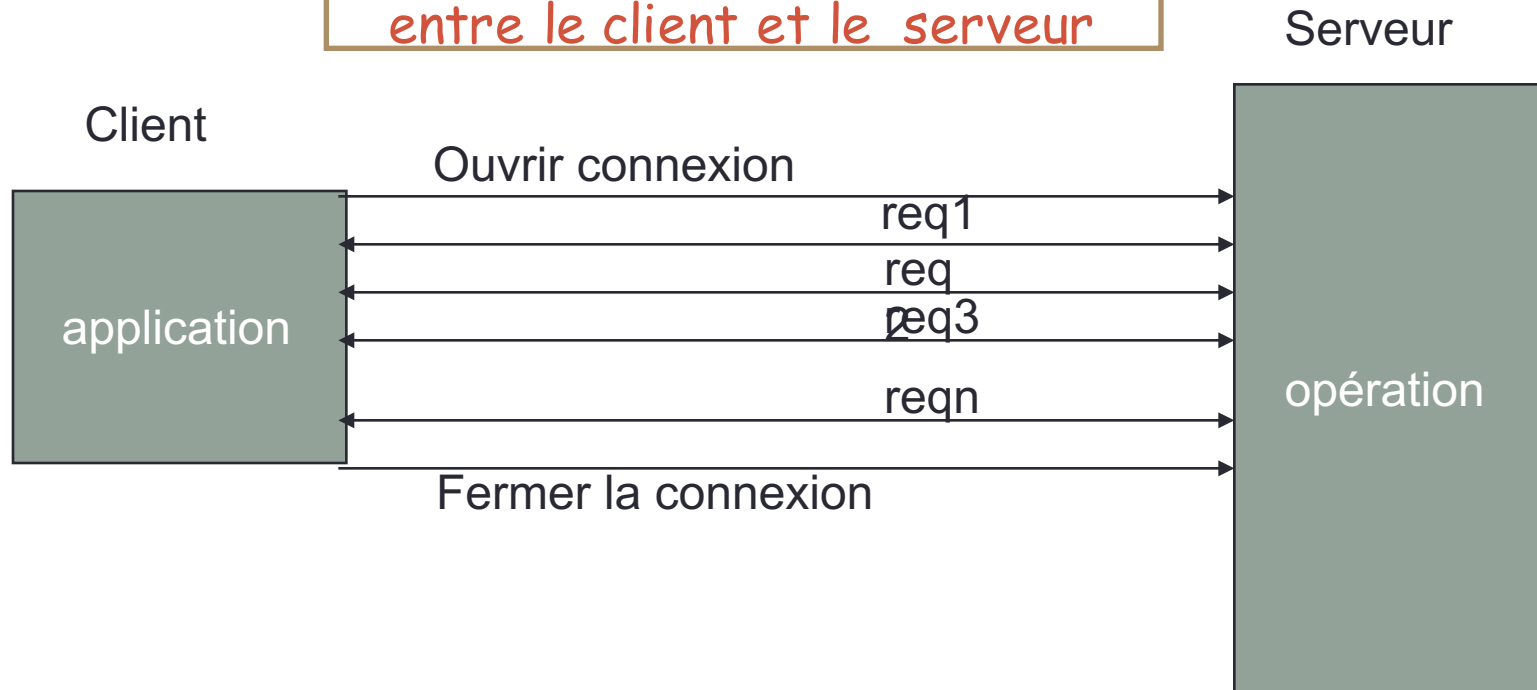 entre le client et le serveur
Serveur
Client
Ouvrir connexion
req1
req
2
req3
application
reqn
opération
Fermer la connexion